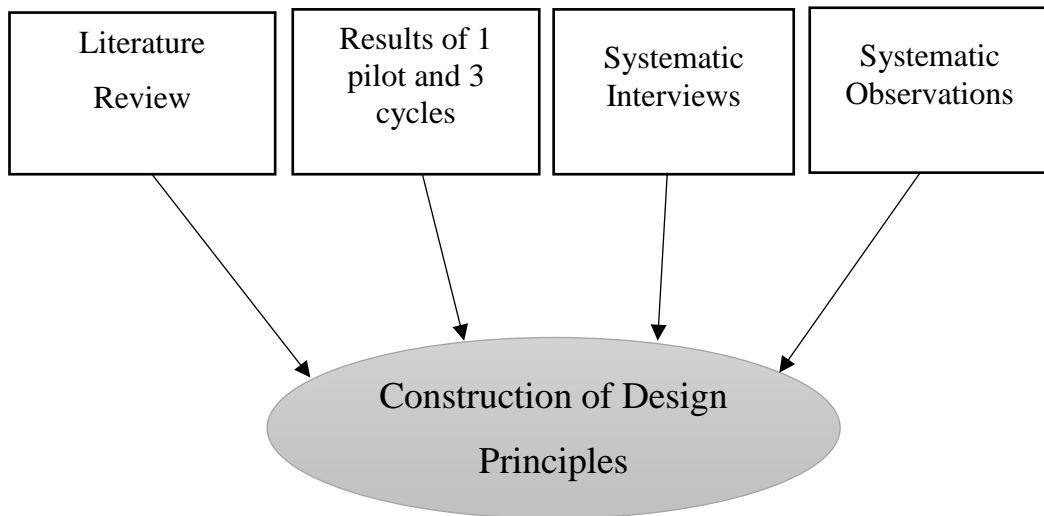 Literature
Review
Results of 1
pilot and 3
cycles
Systematic
Interviews
Systematic
Observations
Construction of Design
Principles